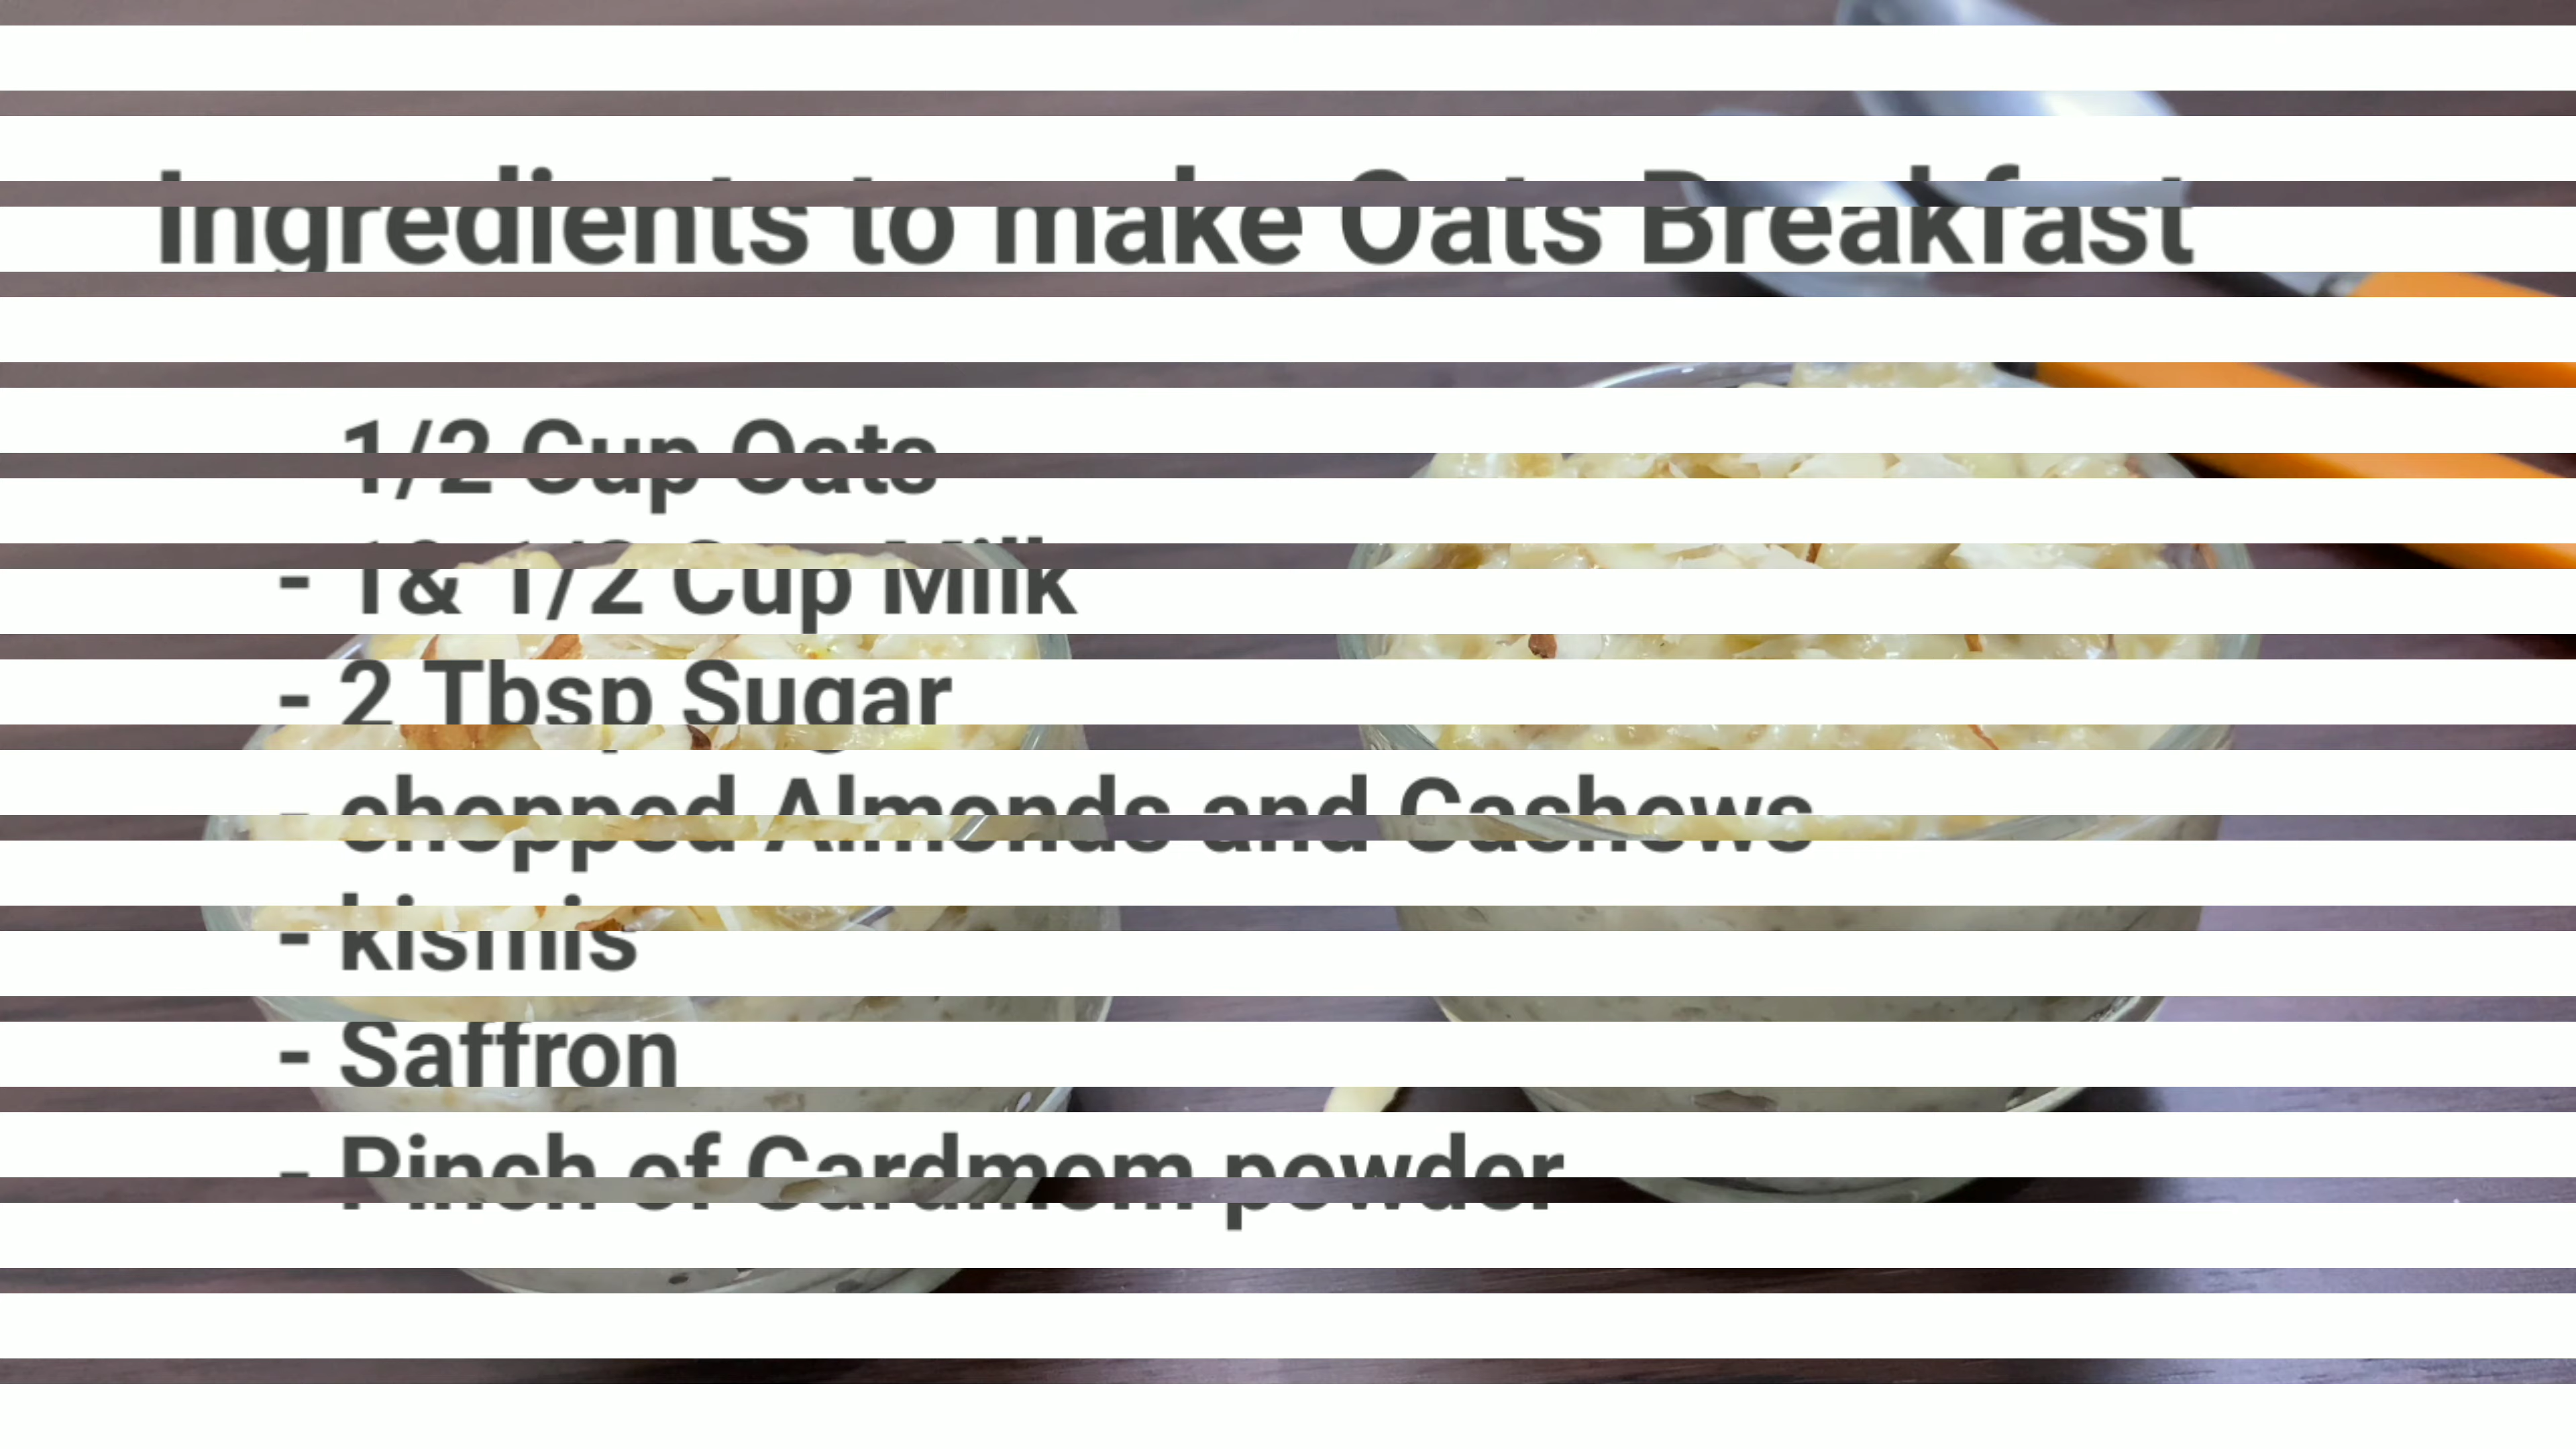 Ingredients to make Oats Breakfast
1/2 Cup Oats
- 1& 1/2 Cup Milk
- 2 Tbsp Sugar
- chopped Almonds and Cashews
- kismis
- Saffron
- Pinch of Cardmom powder